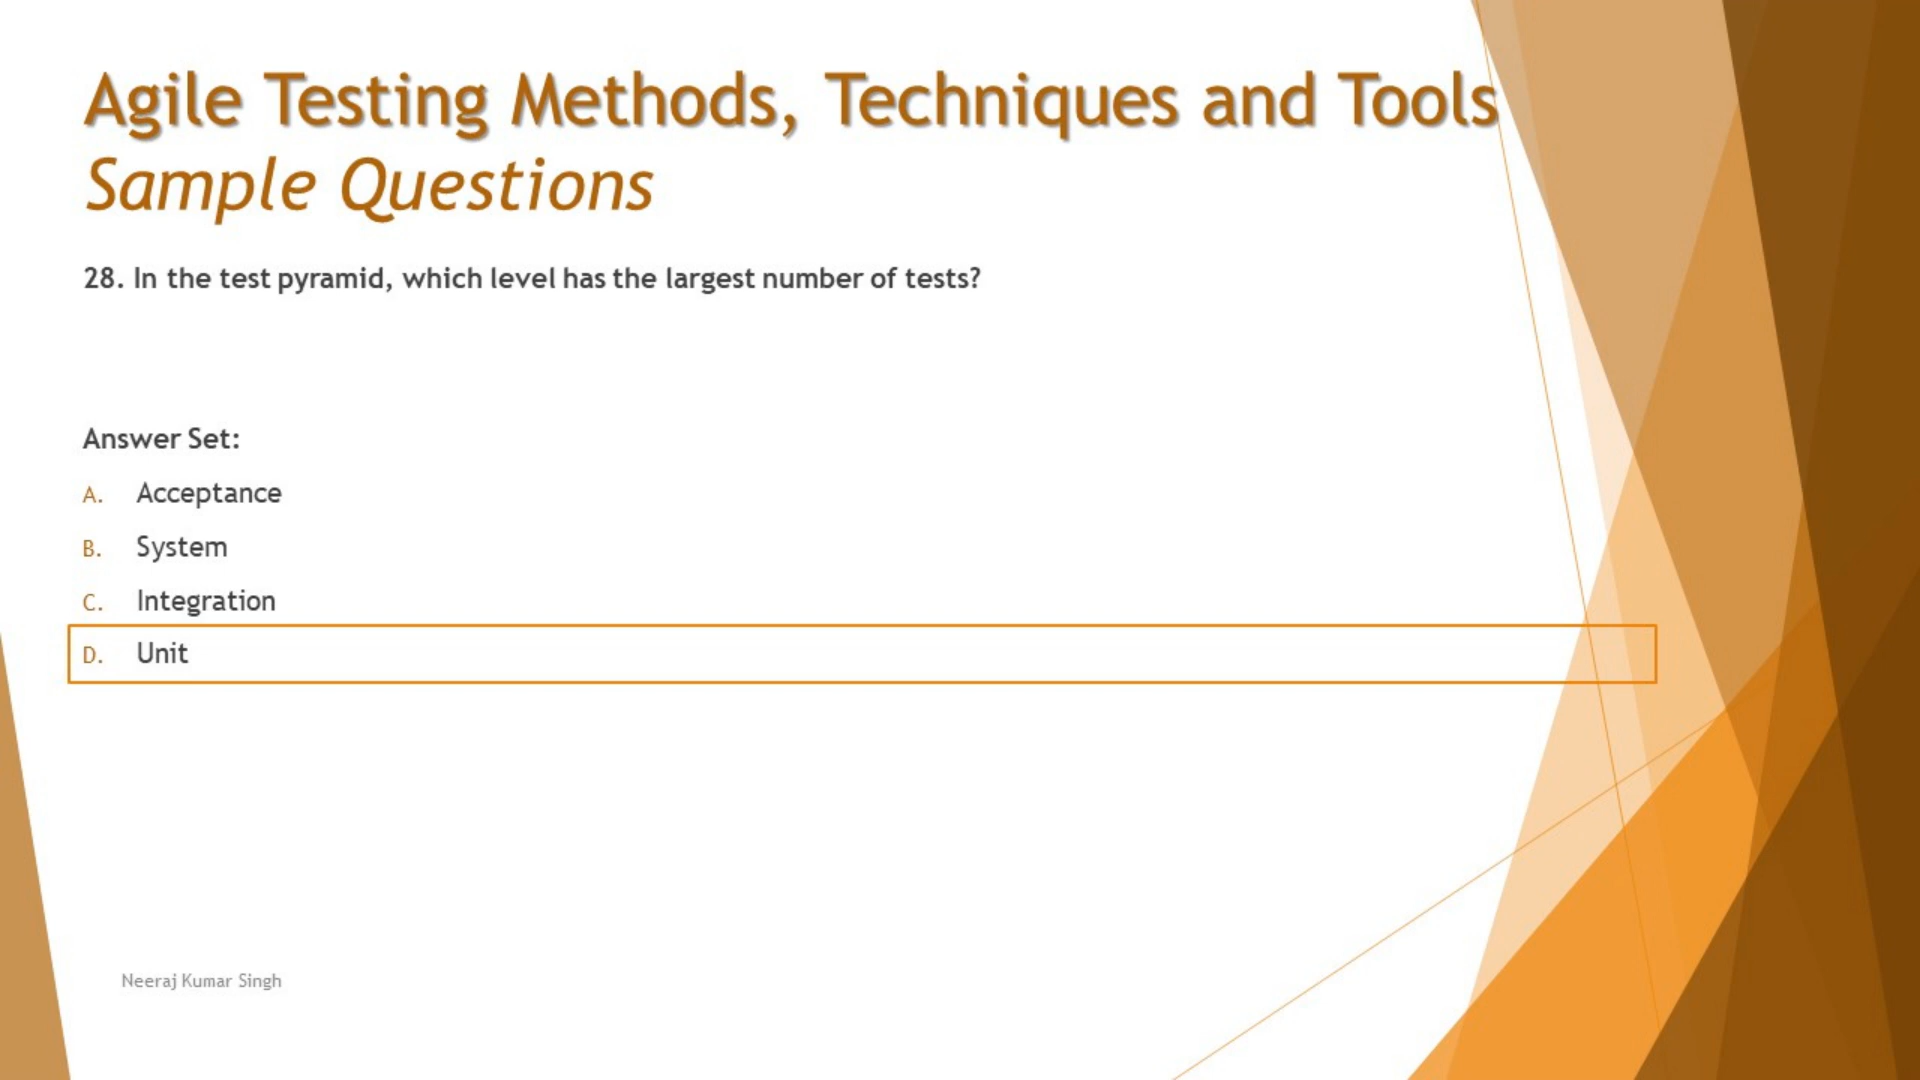 Agile Testing Methods, Techniques and Tools
Sample Questions
28. In the test pyramid, which level has the largest number of tests?
Answer Set:
A. Acceptance
B. System
C. Integration
D. Unit
Neeraj Kumar Singh